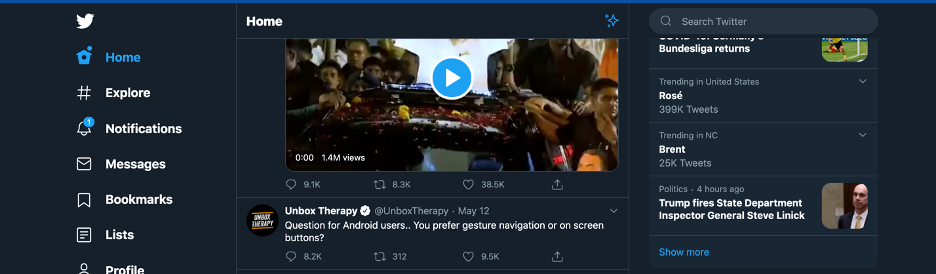 Home
Explore
1
Notifications
Messages
Bookmarks
Lists
Profile
Home
0:00 1.4M views
9.1K 8.3K 38.5K
UNBOX
THERAPY
Unbox Therapy @UnboxTherapy · May 12
Question for Android users.. You prefer gesture navigation or on screen
buttons?
8.2K 312 9.5K
Search Twitter
COVID-19: Germany's
Bundesliga returns
Trending in United States
Rosé
399K Tweets
Trending in NC
Brent
25K Tweets
Politics · 4 hours ago
Trump fires State Department
Inspector General Steve Linick
Show more